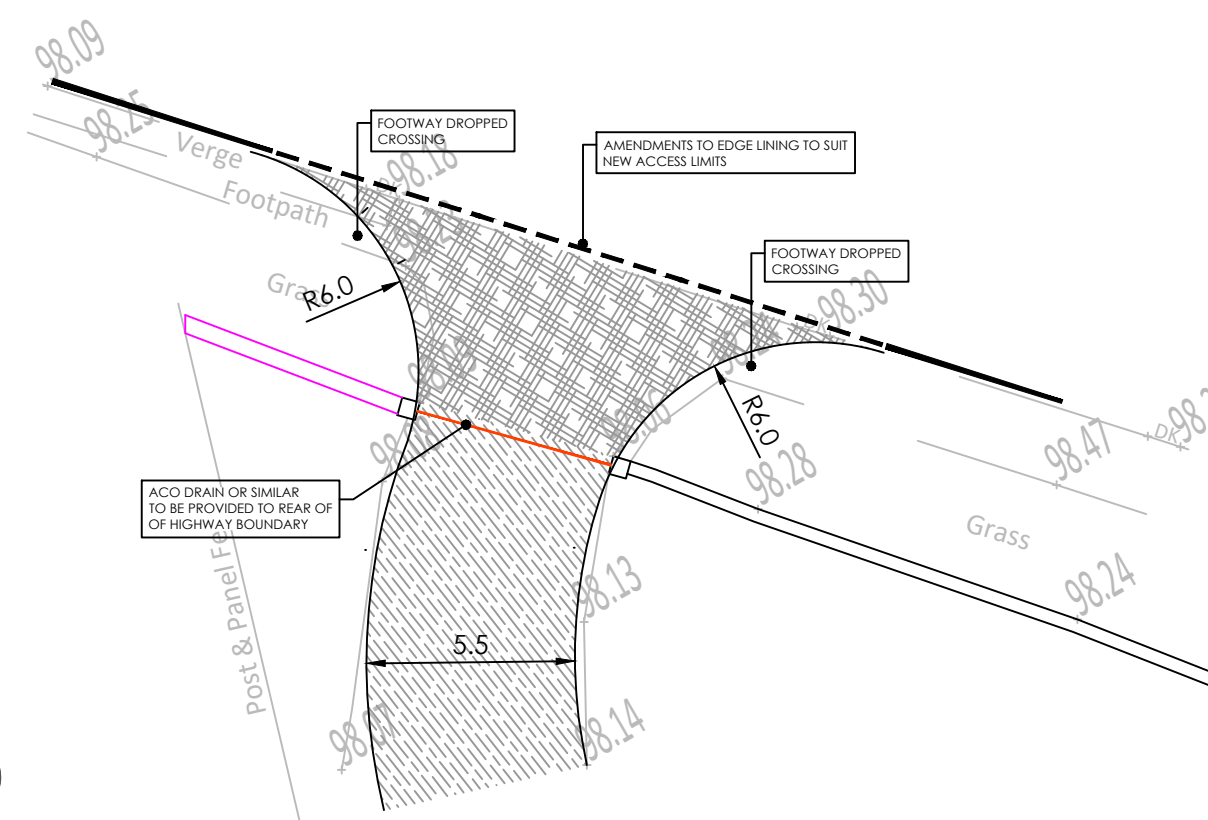 98.09
98.25
Verge
FOOTWAY DROPPED
CROSSING
98.18
AMENDMENTS TO EDGE LINING TO SUIT
NEW ACCESS LIMITS
Footpath
FOOTWAY DROPPED
CROSSING
Grass
R6.0
98.30
R6.0
98.28
98.47
DK
Grass
ACO DRAIN OR SIMILAR
TO BE PROVIDED TO REAR OF
OF HIGHWAY BOUNDARY
98.13
98.24
Post & Panel Fe
5.5
98.07
98.14